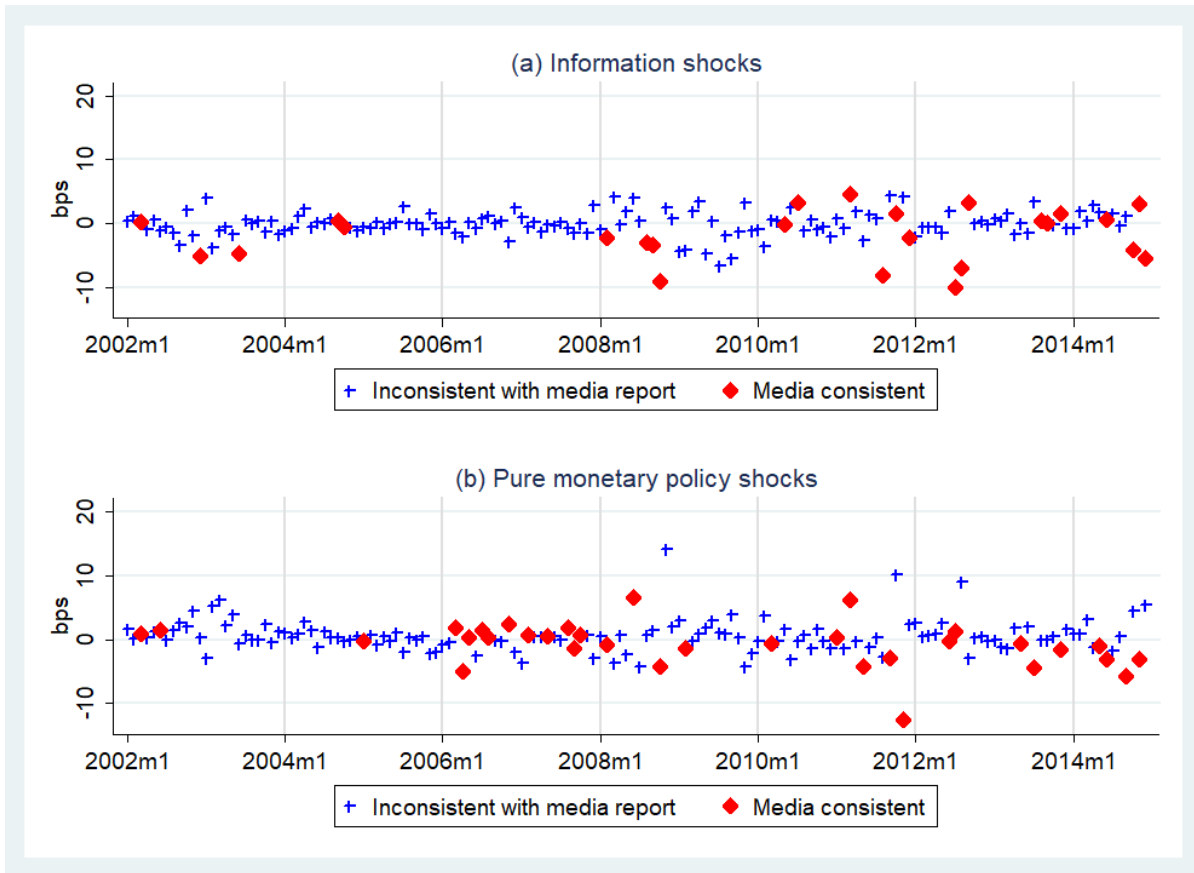 (a) Information shocks
20
10
0
-10
bps
2002m1 2004m1 2006m1 2008m1 2010m1 2012m1 2014m1
Inconsistent with media report Media consistent
(b) Pure monetary policy shocks
20
10
0
-10
bps
2002m1 2004m1 2006m1 2008m1 2010m1 2012m1 2014m1
Inconsistent with media report Media consistent